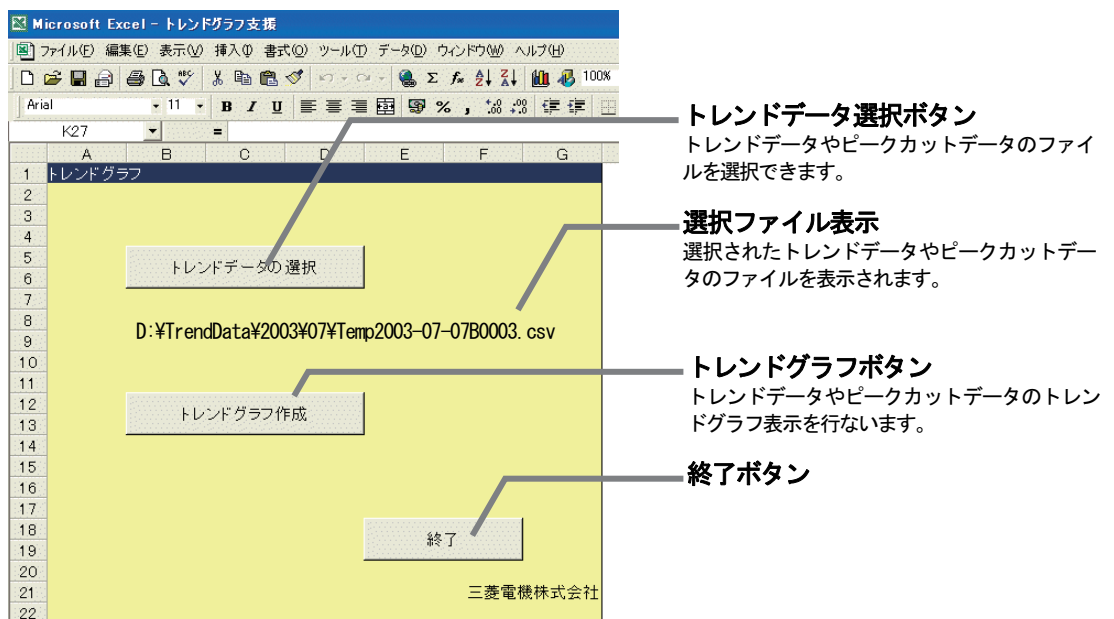 Microsoft Excel - トレンドグラフ支援
ファイル(F) 編集(E) 表示(V) 挿入(I) 書式(O) ツール(T) データ(D) ウィンドウ(W) ヘルプ(H)
100%
Arial 11 B I U
K27 =
A B C D E F G
1 トレンドグラフ
2
3
4
5
6
トレンドデータの選択
7
8
9
D:¥TrendData¥2003¥07¥Temp2003-07-07B0003.csv
10
11
12
13
トレンドグラフ作成
14
15
16
17
18
19
終了
20
21 三菱電機株式会社
22
トレンドデータ選択ボタン
トレンドデータやピークカットデータのファイ
ルを選択できます。
選択ファイル表示
選択されたトレンドデータやピークカットデー
タのファイルを表示されます。
トレンドグラフボタン
トレンドデータやピークカットデータのトレン
ドグラフ表示を行ないます。
終了ボタン